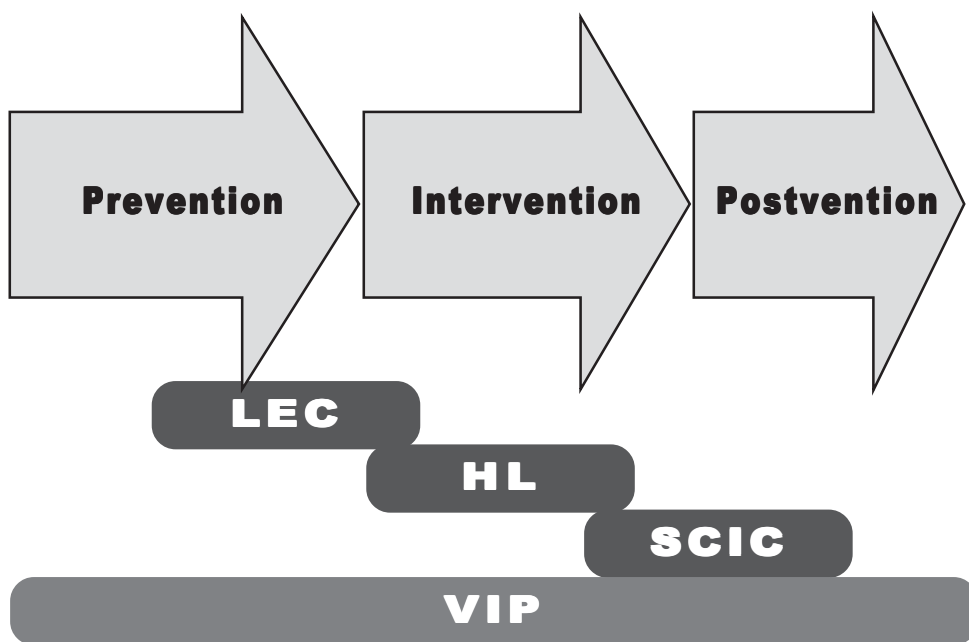 Prevention
Intervention
Postvention
LEC
HL
SCIC
VIP